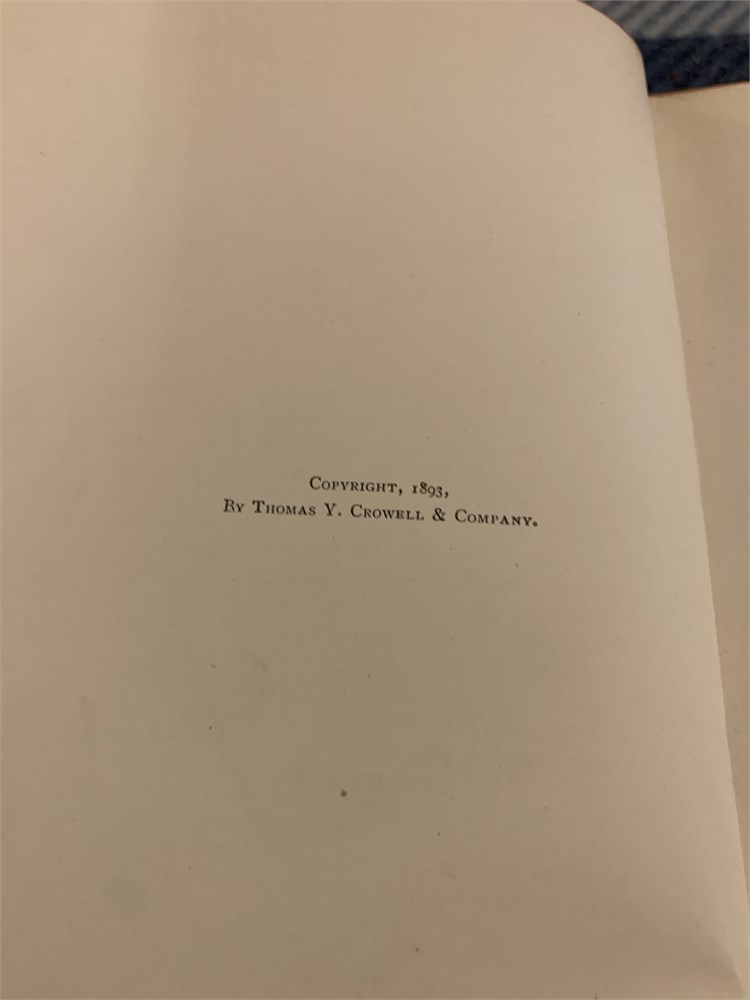 Copyright, 1893,
By Thomas Y. Crowell & Company.